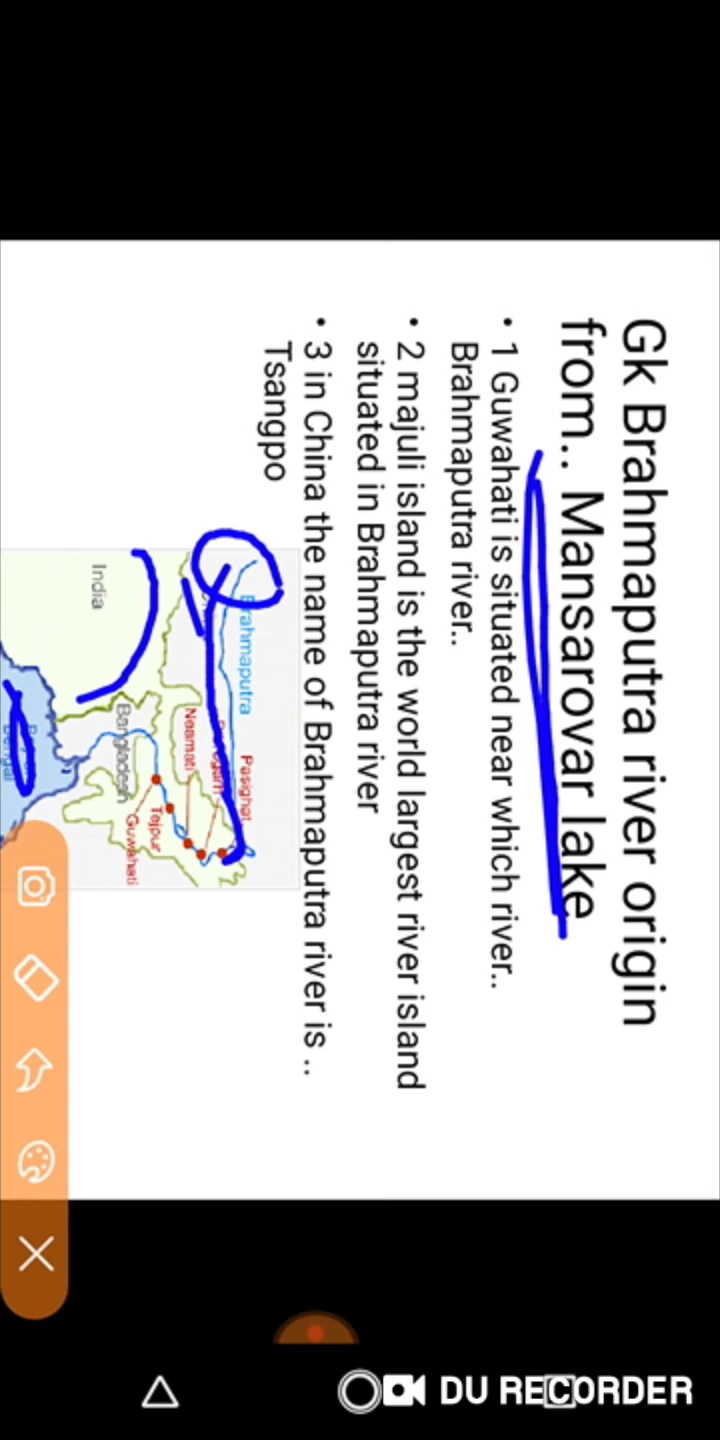 Gk Brahmaputra river origin
from.. Mansarovar lake
• 1 Guwahati is situated near which river..
Brahmaputra river..
• 2 majuli island is the world largest river island
situated in Brahmaputra river
• 3 in China the name of Brahmaputra river is ..
Tsangpo
Brahmaputra
Pasighat
Neamati
India
Bangladesh
Tejpur
Guwahati
Bengal
DU RECORDER